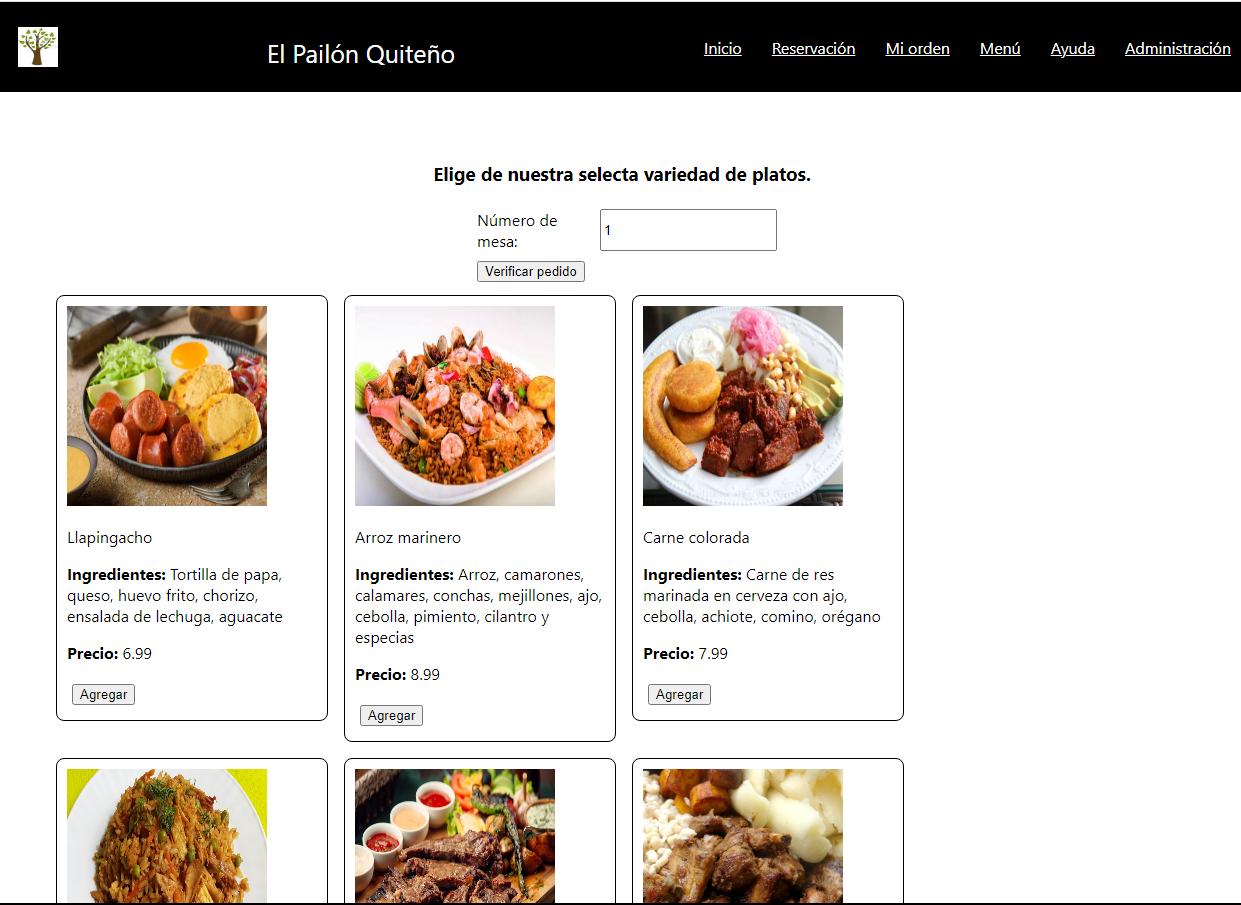 El Pailón Quiteño
Inicio Reservación Mi orden Menú Ayuda Administración
Elige de nuestra selecta variedad de platos.
Número de
mesa:
1
Verificar pedido
Llapingacho
Ingredientes: Tortilla de papa,
queso, huevo frito, chorizo,
ensalada de lechuga, aguacate
Precio: 6.99
Agregar
Arroz marinero
Ingredientes: Arroz, camarones,
calamares, conchas, mejillones, ajo,
cebolla, pimiento, cilantro y
especias
Precio: 8.99
Agregar
Carne colorada
Ingredientes: Carne de res
marinada en cerveza con ajo,
cebolla, achiote, comino, orégano
Precio: 7.99
Agregar